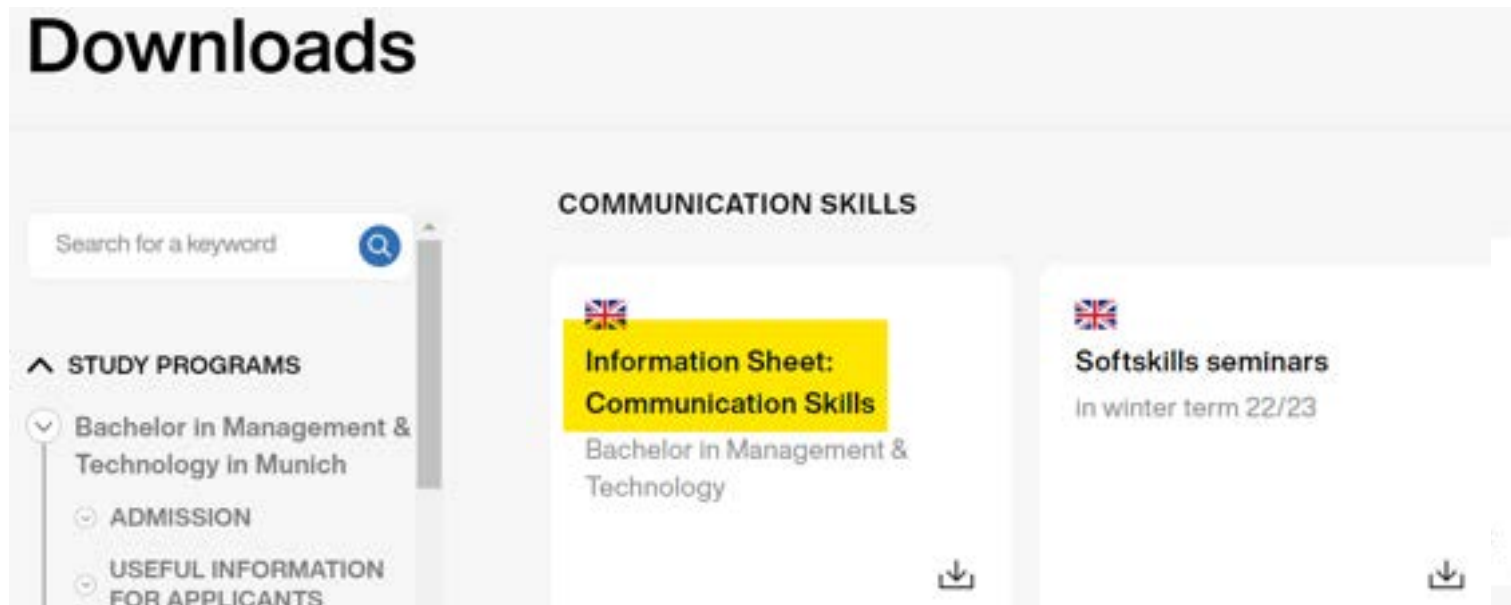 Downloads
Search for a keyword
STUDY PROGRAMS
Bachelor in Management &
Technology in Munich
ADMISSION
USEFUL INFORMATION
FOR APPLICANTS
COMMUNICATION SKILLS
Information Sheet:
Communication Skills
Bachelor in Management &
Technology
Softskills seminars
in winter term 22/23